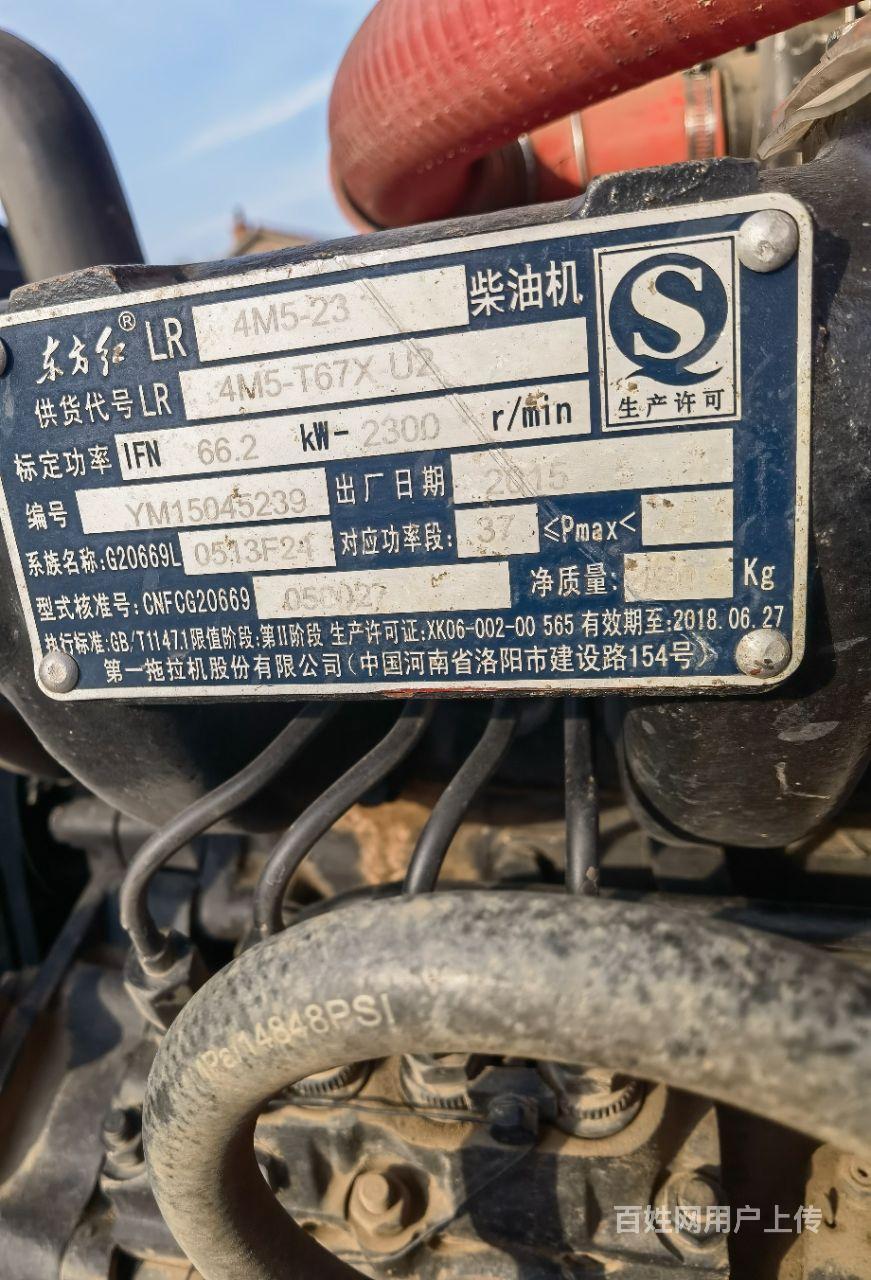 东方红® LR 4M5-23 柴油机
供货代号LR 4M5-T67X-U2
标定功率 IFN 66.2 kW- 2300 r/min
生产许可
编号 YM15045239 出厂日期 2015
系族名称:G20669L 0513F24 对应功率段: 37 ≤Pmax<
型式核准号:CNFCG20669 050027 净质量: Kg
执行标准:GB/T1147.1 限值阶段:第II阶段 生产许可证:XK06-002-00 565 有效期至:2018.06.27
第一拖拉机股份有限公司(中国河南省洛阳市建设路154号)
14848PSI
百姓网用户上传